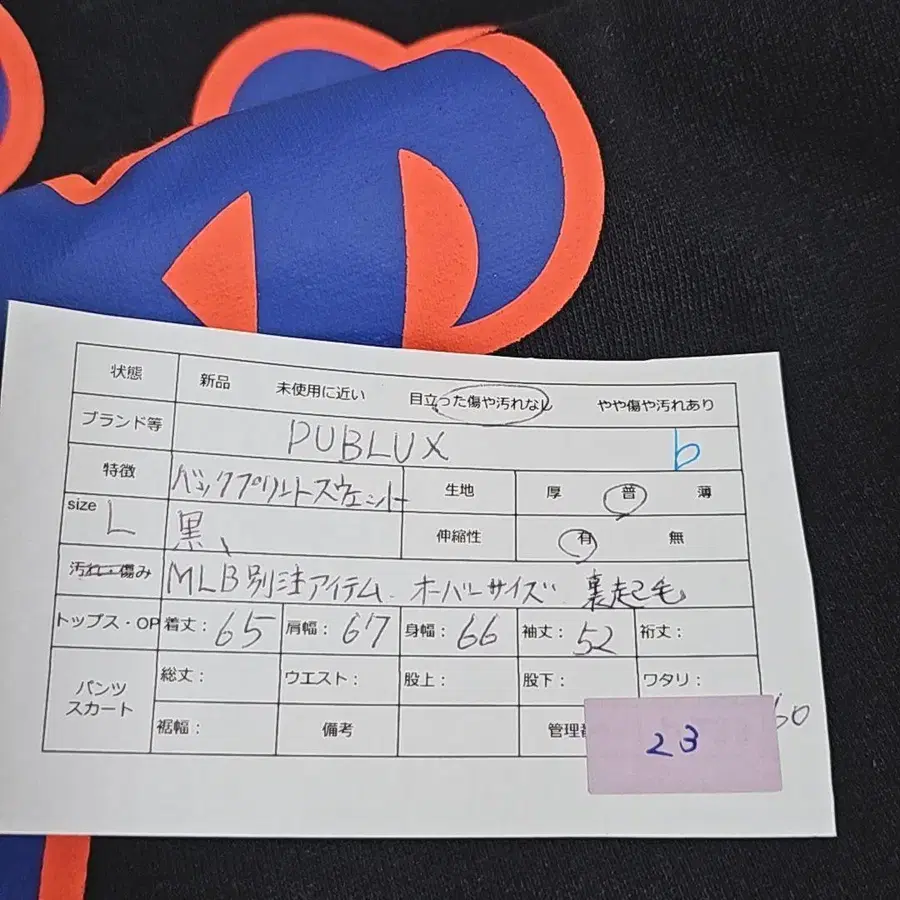 状態 新品 未使用に近い 目立った傷や汚れなし やや傷や汚れあり
ブランド等 PUBLUX b
特徴 バックプリントスウェット 生地 厚 普 薄
size L 黒、 伸縮性 有 無
汚れ・傷み MLB別注アイテム. オーバーサイズ 裏起毛
トップス・OP 着丈: 65 肩幅: 67 身幅: 66 袖丈: 52 裄丈:
パンツ スカート 総丈: ウエスト: 股上: 股下: ワタリ:
裾幅: 備考 管理 23